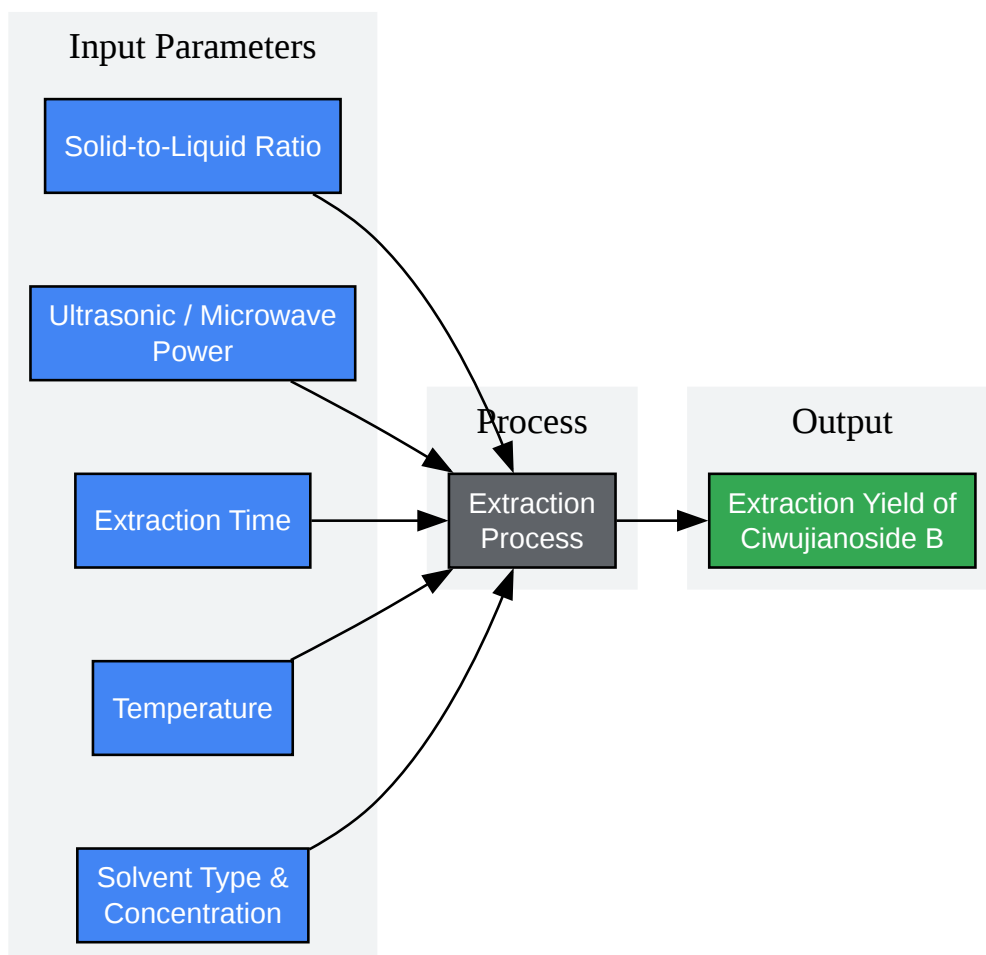 Input Parameters
Solid-to-Liquid Ratio
Ultrasonic / Microwave
Power
Extraction Time
Temperature
Solvent Type &
Concentration
Process
Extraction
Process
Output
Extraction Yield of
Ciwujianoside B